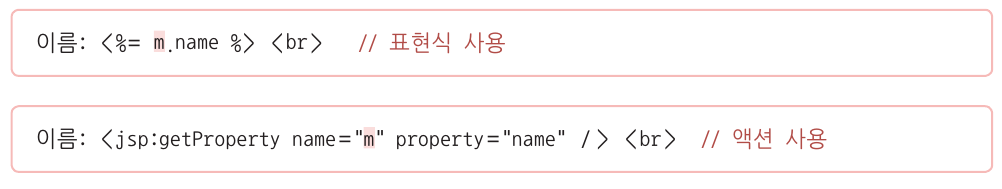 이름: <%= m.name %> <br> // 표현식 사용
이름: <jsp:getProperty name="m" property="name" /> <br> // 액션 사용